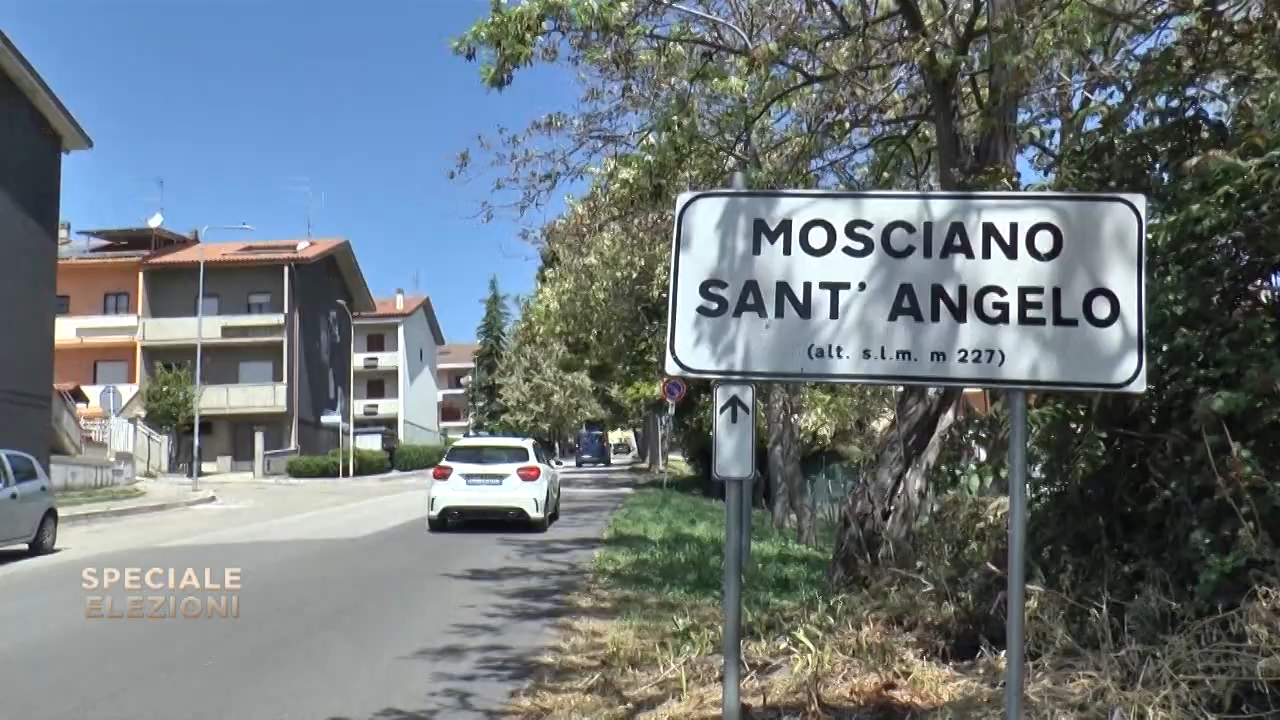 MOSCIANO
SANT' ANGELO
(alt. s.l.m. m 227)
SPECIALE
ELEZIONI